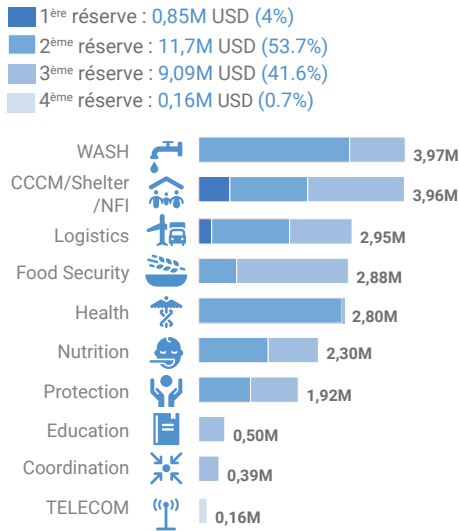 1ère réserve : 0,85M USD (4%)
2ème réserve : 11,7M USD (53.7%)
3ème réserve : 9,09M USD (41.6%)
4ème réserve : 0,16M USD (0.7%)
WASH 3,97M
CCCM/Shelter
/NFI 3,96M
Logistics 2,95M
Food Security 2,88M
Health 2,80M
Nutrition 2,30M
Protection 1,92M
Education 0,50M
Coordination 0,39M
TELECOM 0,16M